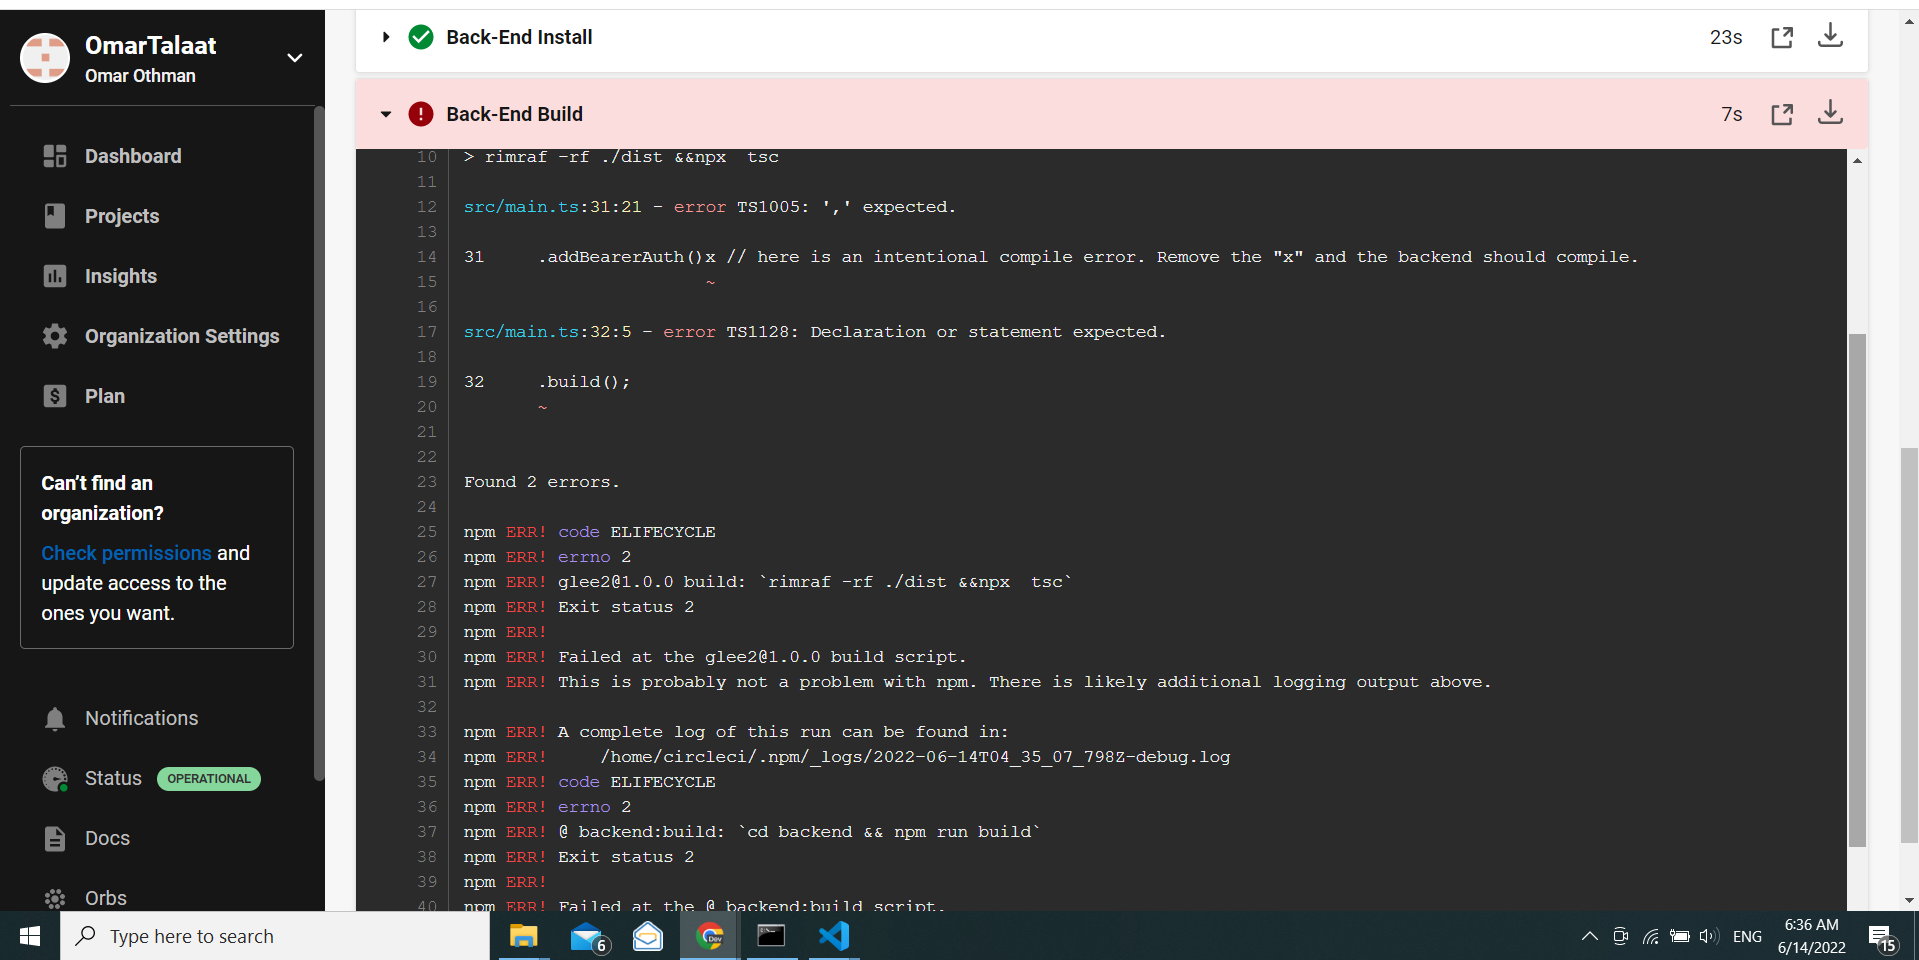 OmarTalaat
Omar Othman
Dashboard
Projects
Insights
Organization Settings
Plan
Can't find an
organization?
Check permissions and
update access to the
ones you want.
Notifications
Status OPERATIONAL
Docs
Orbs
Back-End Install 23s
Back-End Build 7s
10 > rimraf -rf ./dist &&npx  tsc
11
12 src/main.ts:31:21 - error TS1005: ',' expected.
13
14 31     .addBearerAuth()x // here is an intentional compile error. Remove the "x" and the backend should compile.
15                        ~
16
17 src/main.ts:32:5 - error TS1128: Declaration or statement expected.
18
19 32     .build();
20        ~
21
22
23 Found 2 errors.
24
25 npm ERR! code ELIFECYCLE
26 npm ERR! errno 2
27 npm ERR! glee2@1.0.0 build: `rimraf -rf ./dist &&npx  tsc`
28 npm ERR! Exit status 2
29 npm ERR!
30 npm ERR! Failed at the glee2@1.0.0 build script.
31 npm ERR! This is probably not a problem with npm. There is likely additional logging output above.
32
33 npm ERR! A complete log of this run can be found in:
34 npm ERR!     /home/circleci/.npm/_logs/2022-06-14T04_35_07_798Z-debug.log
35 npm ERR! code ELIFECYCLE
36 npm ERR! errno 2
37 npm ERR! @ backend:build: `cd backend && npm run build`
38 npm ERR! Exit status 2
39 npm ERR!
40 npm ERR! Failed at the @ backend:build script.
Type here to search
6
Dev
ENG
6:36 AM
6/14/2022
15